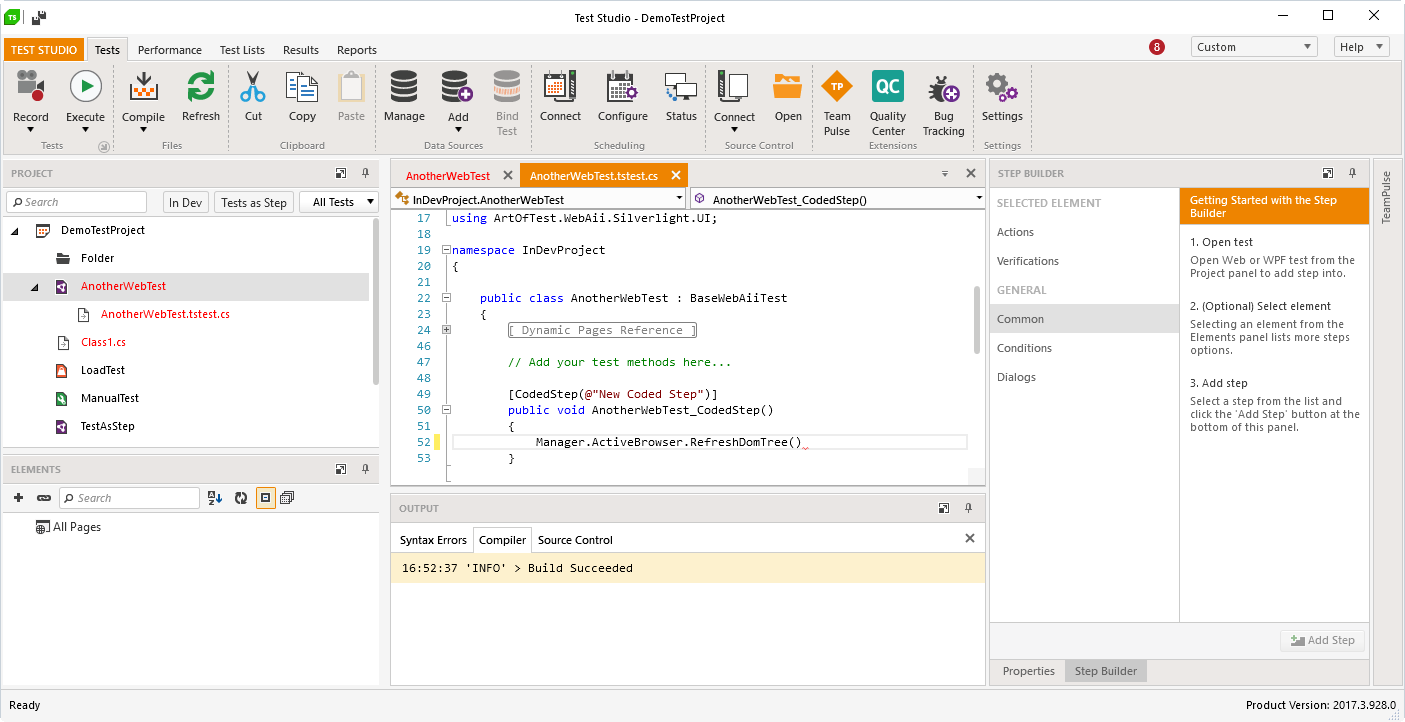 TS
Test Studio - DemoTestProject
TEST STUDIO Tests Performance Test Lists Results Reports 8 Custom Help
Record Execute Compile Refresh Cut Copy Paste Manage Add Bind Test Connect Configure Status Connect Open TP Team Pulse QC Quality Center Bug Tracking Settings
Tests Files Clipboard Data Sources Scheduling Source Control Extensions Settings
PROJECT
Search In Dev Tests as Step All Tests
DemoTestProject
Folder
AnotherWebTest
AnotherWebTest.tstest.cs
Class1.cs
LoadTest
ManualTest
TestAsStep
ELEMENTS
Search
All Pages
AnotherWebTest AnotherWebTest.tstest.cs
InDevProject.AnotherWebTest AnotherWebTest_CodedStep()
17 using ArtOfTest.WebAii.Silverlight.UI;
18
19 namespace InDevProject
20 {
21
22 public class AnotherWebTest : BaseWebAiiTest
23 {
24 [ Dynamic Pages Reference ]
46
47 // Add your test methods here...
48
49 [CodedStep(@"New Coded Step")]
50 public void AnotherWebTest_CodedStep()
51 {
52 Manager.ActiveBrowser.RefreshDomTree()
53 }
OUTPUT
Syntax Errors Compiler Source Control
16:52:37 'INFO' > Build Succeeded
STEP BUILDER
SELECTED ELEMENT
Actions
Verifications
GENERAL
Common
Conditions
Dialogs
Getting Started with the Step
Builder
1. Open test
Open Web or WPF test from the
Project panel to add step into.
2. (Optional) Select element
Selecting an element from the
Elements panel lists more steps
options.
3. Add step
Select a step from the list and
click the 'Add Step' button at the
bottom of this panel.
Add Step
Properties Step Builder
TeamPulse
Ready
Product Version: 2017.3.928.0